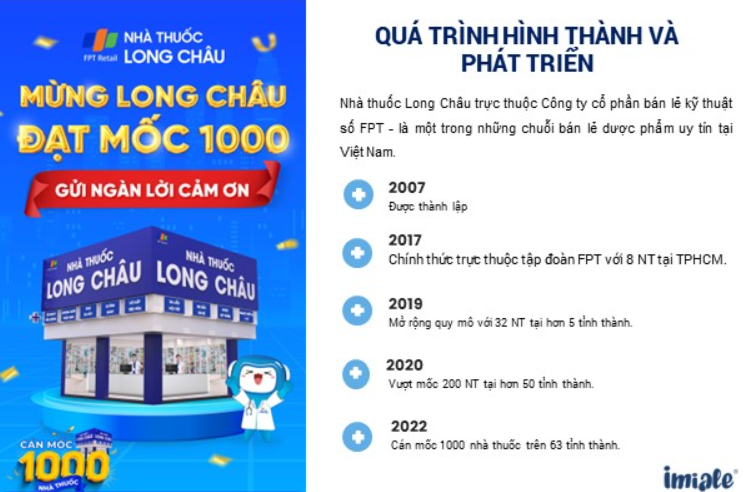 NHÀ THUỐC
FPT Retail LONG CHÂU
MỪNG LONG CHÂU
ĐẠT MỐC 1000
GỬI NGÀN LỜI CẢM ƠN
NHÀ THUỐC
LONG CHÂU
NHÀ THUỐC
LONG CHÂU
CÁN MỐC
1000
NHÀ THUỐC
QUÁ TRÌNH HÌNH THÀNH VÀ
PHÁT TRIỂN
Nhà thuốc Long Châu trực thuộc Công ty cổ phần bán lẻ kỹ thuật
số FPT - là một trong những chuỗi bán lẻ dược phẩm uy tín tại
Việt Nam.
2007
Được thành lập
2017
Chính thức trực thuộc tập đoàn FPT với 8 NT tại TPHCM.
2019
Mở rộng quy mô với 32 NT tại hơn 5 tỉnh thành.
2020
Vượt mốc 200 NT tại hơn 50 tỉnh thành.
2022
Cán mốc 1000 nhà thuốc trên 63 tỉnh thành.
imiale